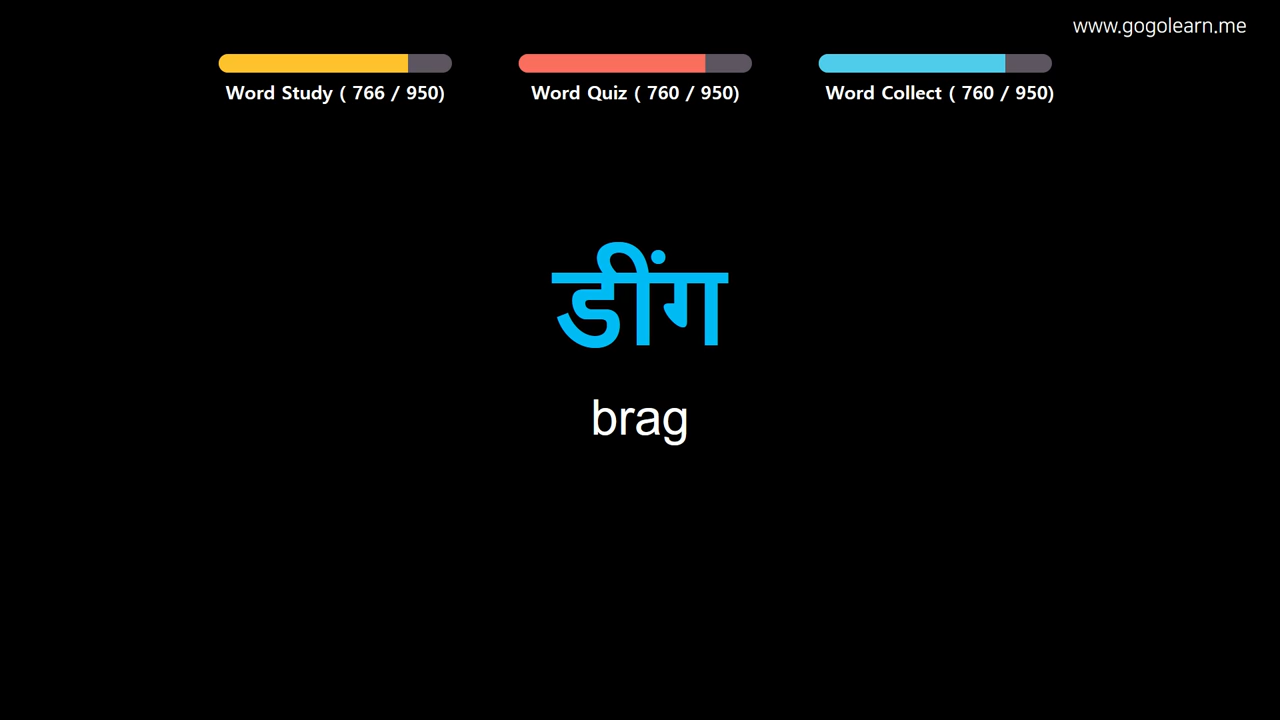 www.gogolearn.me
Word Study ( 766 / 950)
Word Quiz ( 760 / 950)
Word Collect ( 760 / 950)
डींग
brag